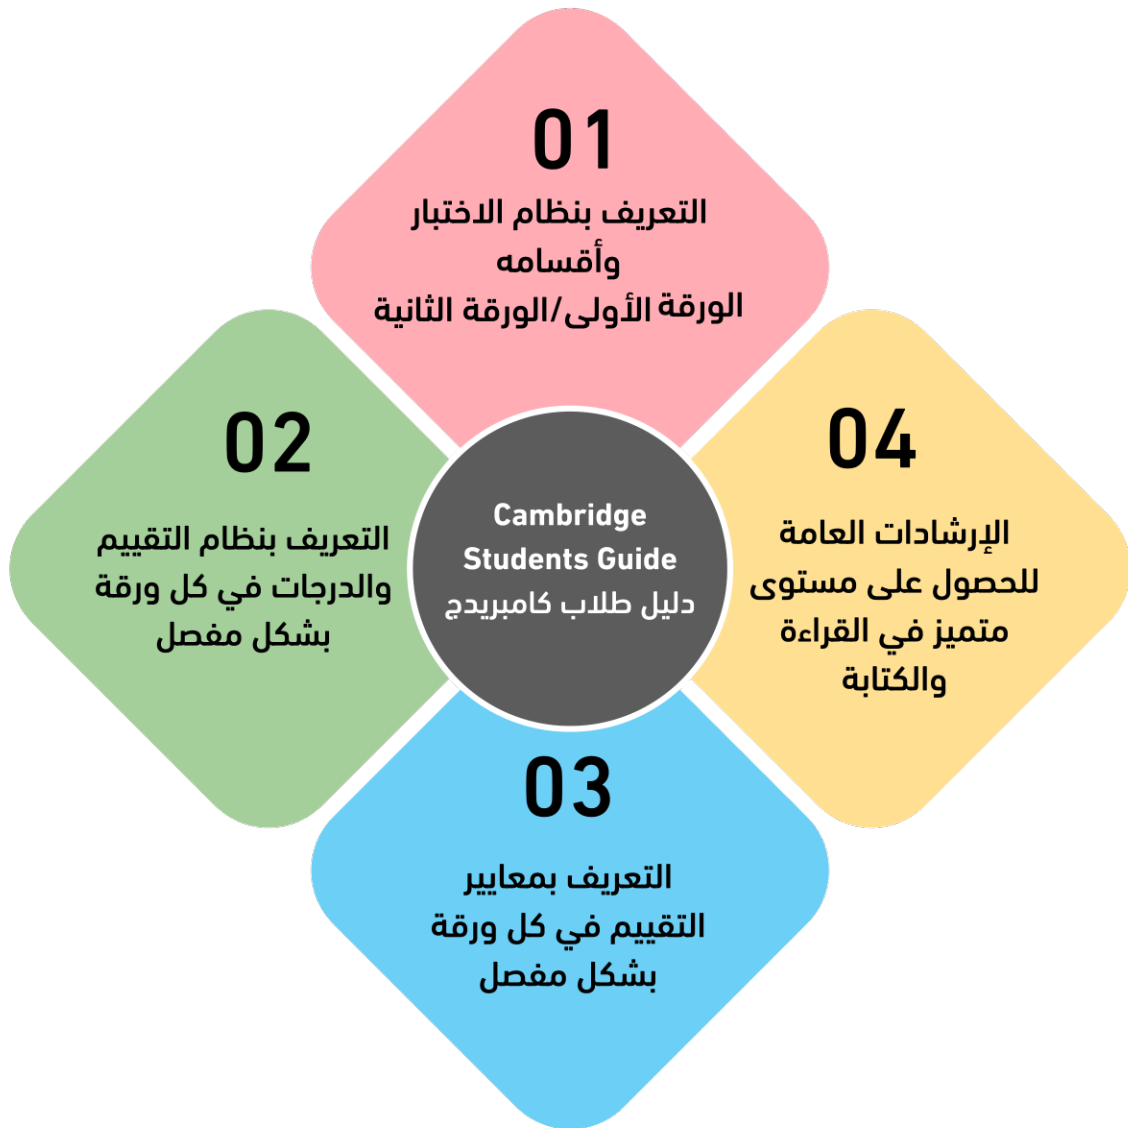 01
التعريف بنظام الاختبار
وأقسامه
الورقة الأولى/الورقة الثانية
02
التعريف بنظام التقييم
والدرجات في كل ورقة
بشكل مفصل
Cambridge
Students Guide
دليل طلاب كامبريدج
04
الإرشادات العامة
للحصول على مستوى
متميز في القراءة
والكتابة
03
التعريف بمعايير
التقييم في كل ورقة
بشكل مفصل